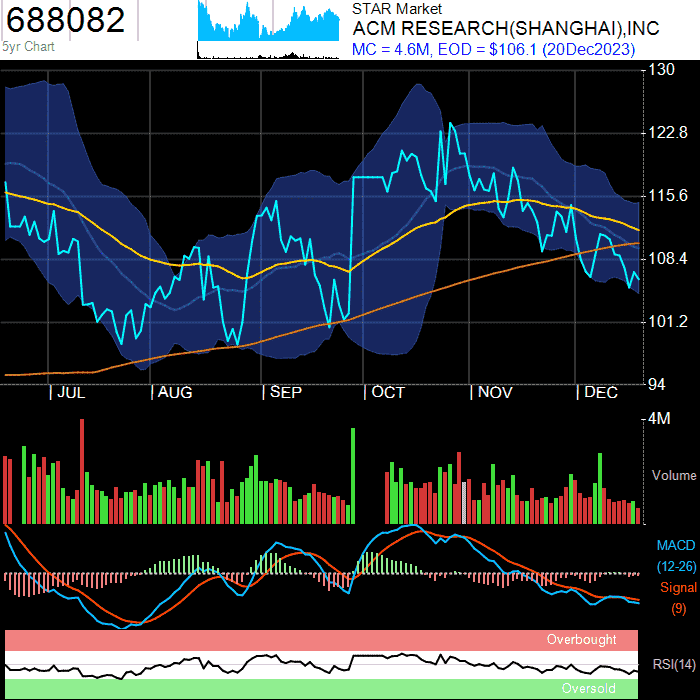 688082
5yr Chart
STAR Market
ACM RESEARCH(SHANGHAI),INC
MC = 4.6M, EOD = $106.1 (20Dec2023)
130
122.8
115.6
108.4
101.2
94
JUL
AUG
SEP
OCT
NOV
DEC
4M
Volume
MACD
(12-26)
Signal
(9)
Overbought
RSI(14)
Oversold